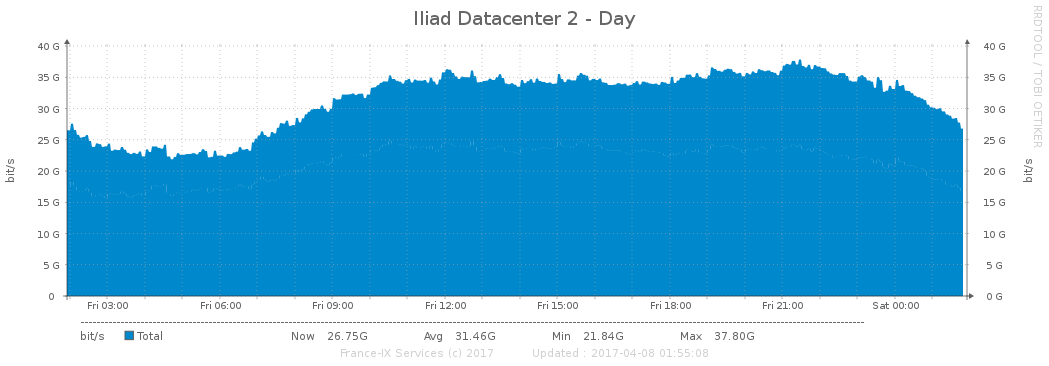 Iliad Datacenter 2 - Day
RRDTOOL / TOBI OETIKER
40 G 40 G
35 G 35 G
30 G 30 G
25 G 25 G
20 G 20 G
15 G 15 G
10 G 10 G
5 G 5 G
0 0 G
bit/s
bit/s
Fri 03:00 Fri 06:00 Fri 09:00 Fri 12:00 Fri 15:00 Fri 18:00 Fri 21:00 Sat 00:00
bit/s Total Now 26.75G Avg 31.46G Min 21.84G Max 37.80G
France-IX Services (c) 2017 Updated : 2017-04-08 01:55:08